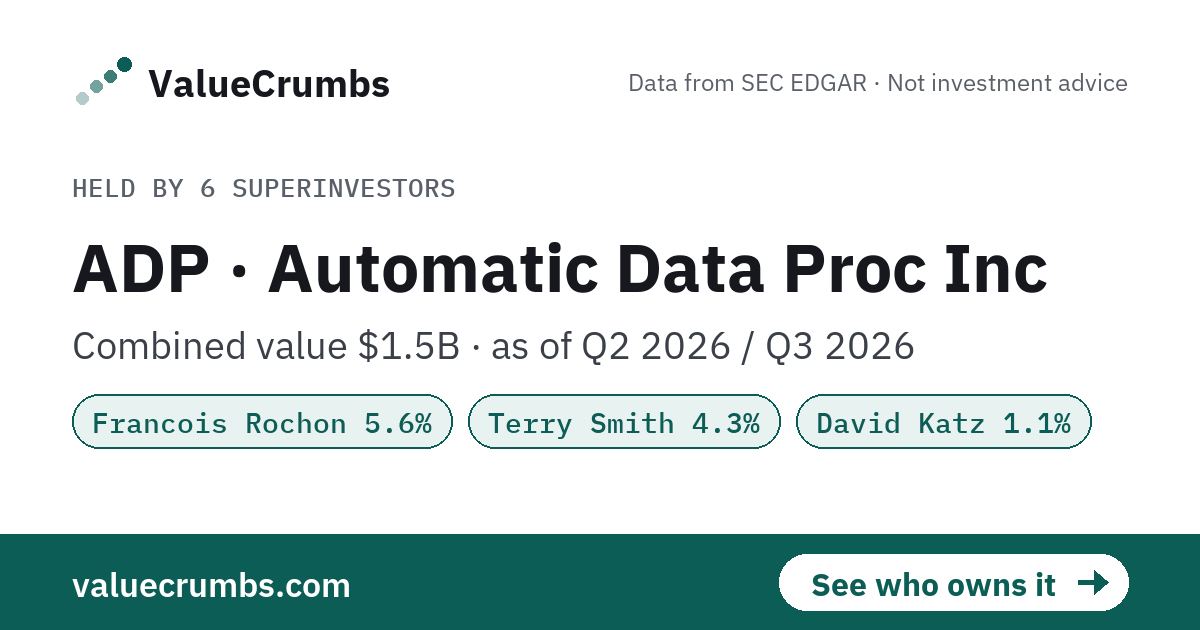 ValueCrumbs
Data from SEC EDGAR · Not investment advice
HELD BY 6 SUPERINVESTORS
ADP · Automatic Data Proc Inc
Combined value $1.5B · as of Q2 2026 / Q3 2026
Francois Rochon 5.6%
Terry Smith 4.3%
David Katz 1.1%
valuecrumbs.com
See who owns it